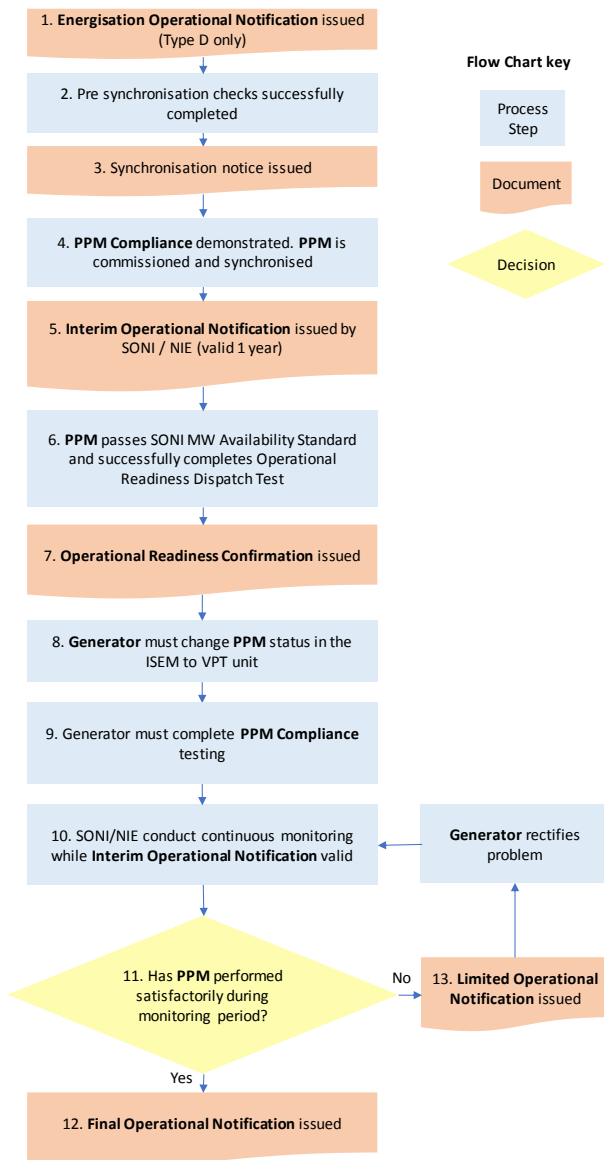 1. Energisation Operational Notification issued
(Type D only)
2. Pre synchronisation checks successfully
completed
3. Synchronisation notice issued
4. PPM Compliance demonstrated. PPM is
commissioned and synchronised
5. Interim Operational Notification issued by
SONI / NIE (valid 1 year)
6. PPM passes SONI MW Availability Standard
and successfully completes Operational
Readiness Dispatch Test
7. Operational Readiness Confirmation issued
8. Generator must change PPM status in the
ISEM to VPT unit
9. Generator must complete PPM Compliance
testing
10. SONI/NIE conduct continuous monitoring
while Interim Operational Notification valid
Generator rectifies
problem
11. Has PPM performed
satisfactorily during
monitoring period?
No
13. Limited Operational
Notification issued
Yes
12. Final Operational Notification issued
Flow Chart key
Process
Step
Document
Decision